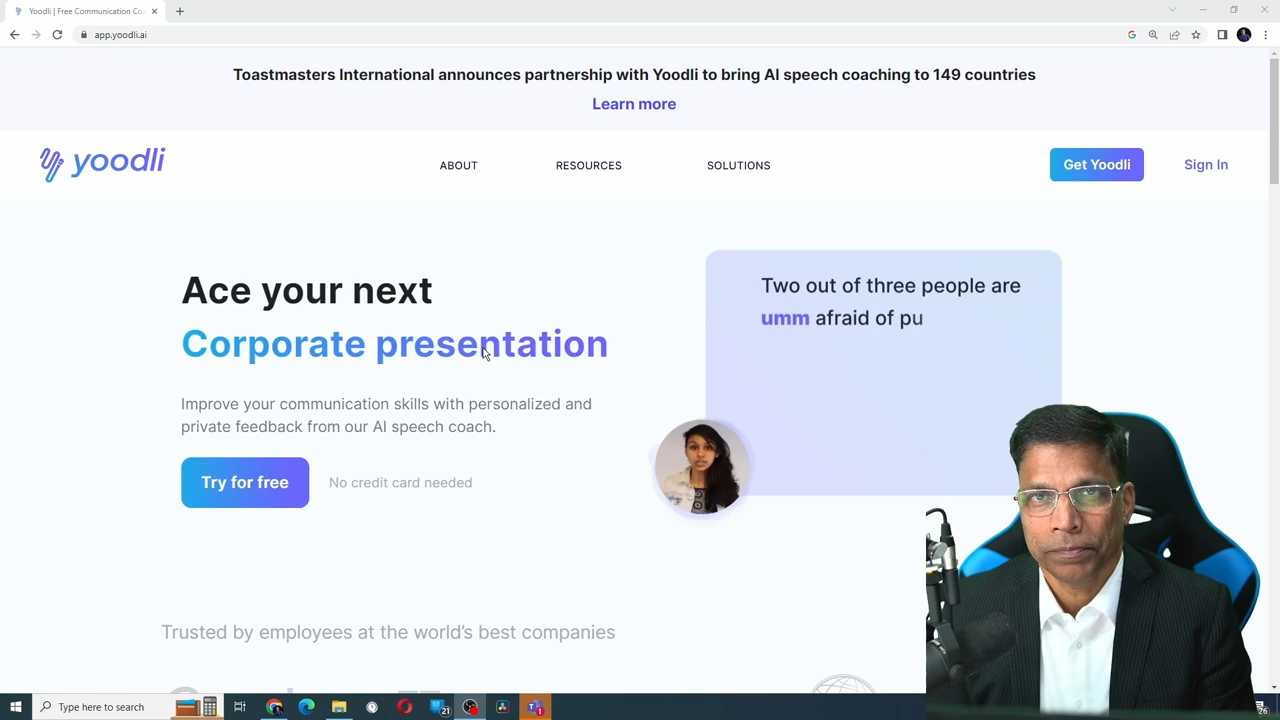 Yoodli | Free Communication Co
app.yoodli.ai
Toastmasters International announces partnership with Yoodli to bring AI speech coaching to 149 countries
Learn more
yoodli
ABOUT
RESOURCES
SOLUTIONS
Get Yoodli
Sign In
Ace your next
Corporate presentation
Improve your communication skills with personalized and
private feedback from our AI speech coach.
Try for free
No credit card needed
Two out of three people are
umm afraid of pu
Trusted by employees at the world's best companies
Type here to search
21
1
26